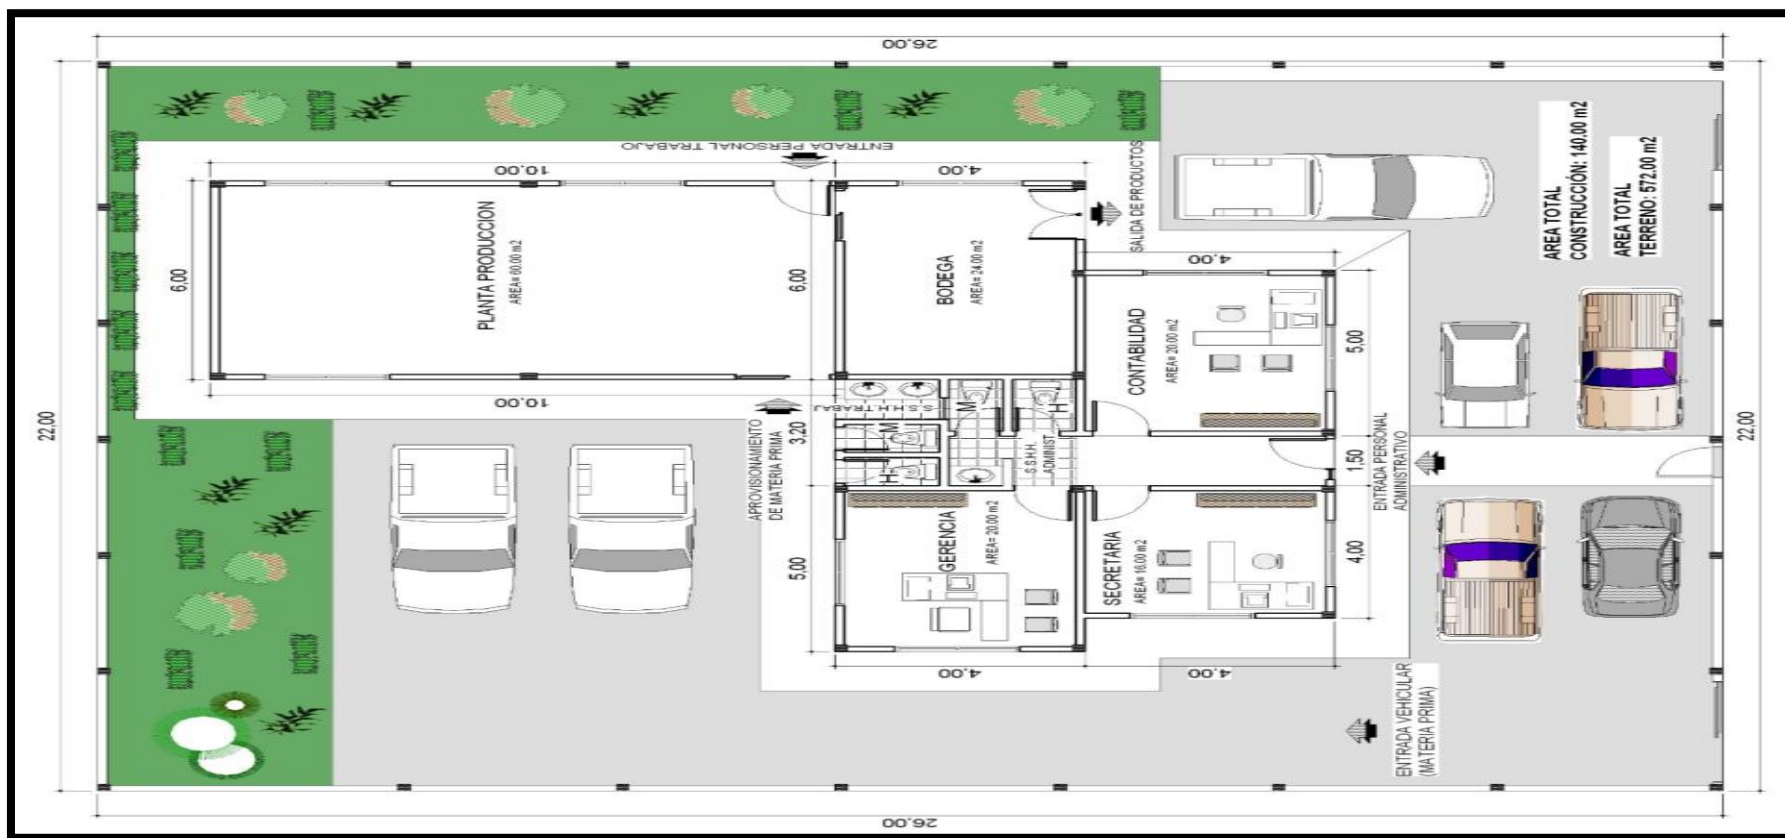 26,00
22,00
ENTRADA PERSONAL TRABAJO
10,00
4,00
6,00
PLANTA PRODUCCION
AREA= 60.00 m2
6,00
BODEGA
AREA= 24.00 m2
SALIDA DE PRODUCTOS
4,00
AREA TOTAL
CONSTRUCCIÓN: 140.00 m2
AREA TOTAL
TERRENO: 572.00 m2
CONTABILIDAD
AREA= 20.00 m2
5,00
10,00
S.S.H.H. TRABAJ
APROVISIONAMIENTO
DE MATERIA PRIMA
3,20
M
H
M
H
S.S.H.H.
ADMINIST
1,50
ENTRADA PERSONAL
ADMINISTRATIVO
22,00
5,00
GERENCIA
AREA= 20.00 m2
SECRETARIA
AREA= 16.00 m2
4,00
4,00
4,00
ENTRADA VEHICULAR
(MATERIA PRIMA)
26,00